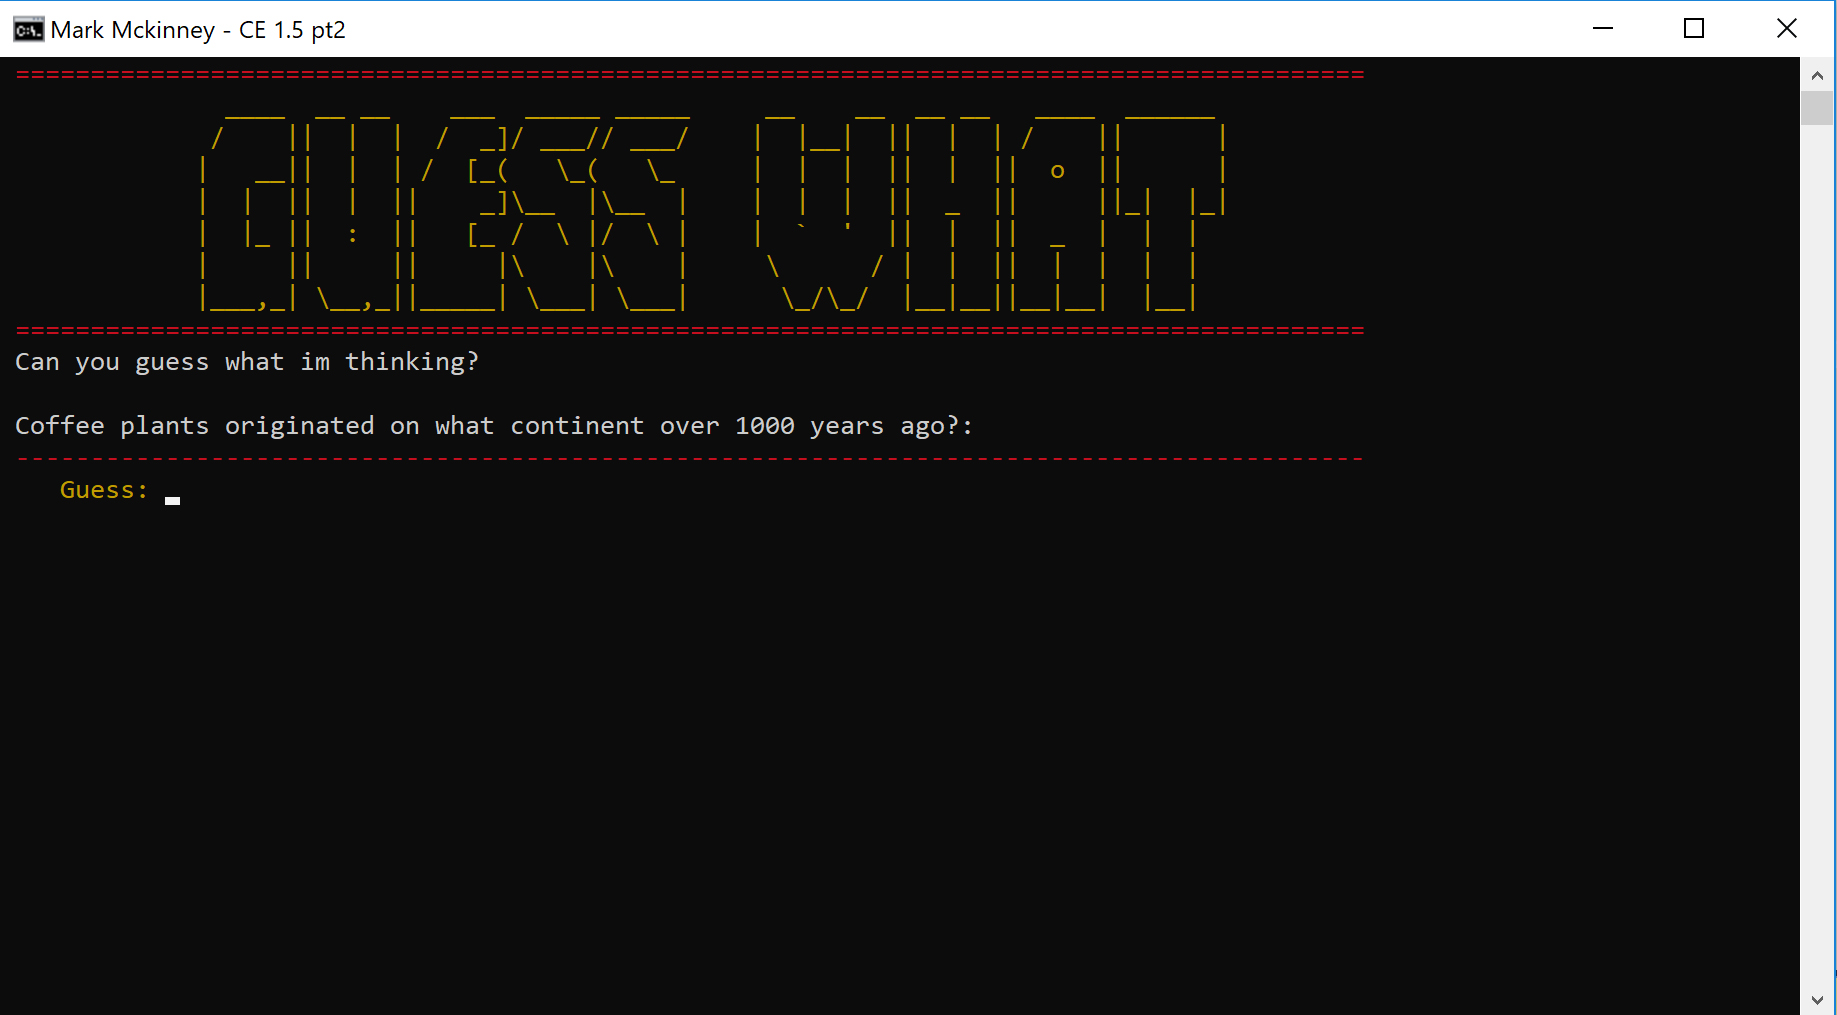 Mark Mckinney - CE 1.5 pt2
GUESS WHAT
Can you guess what im thinking?
Coffee plants originated on what continent over 1000 years ago?:
Guess: